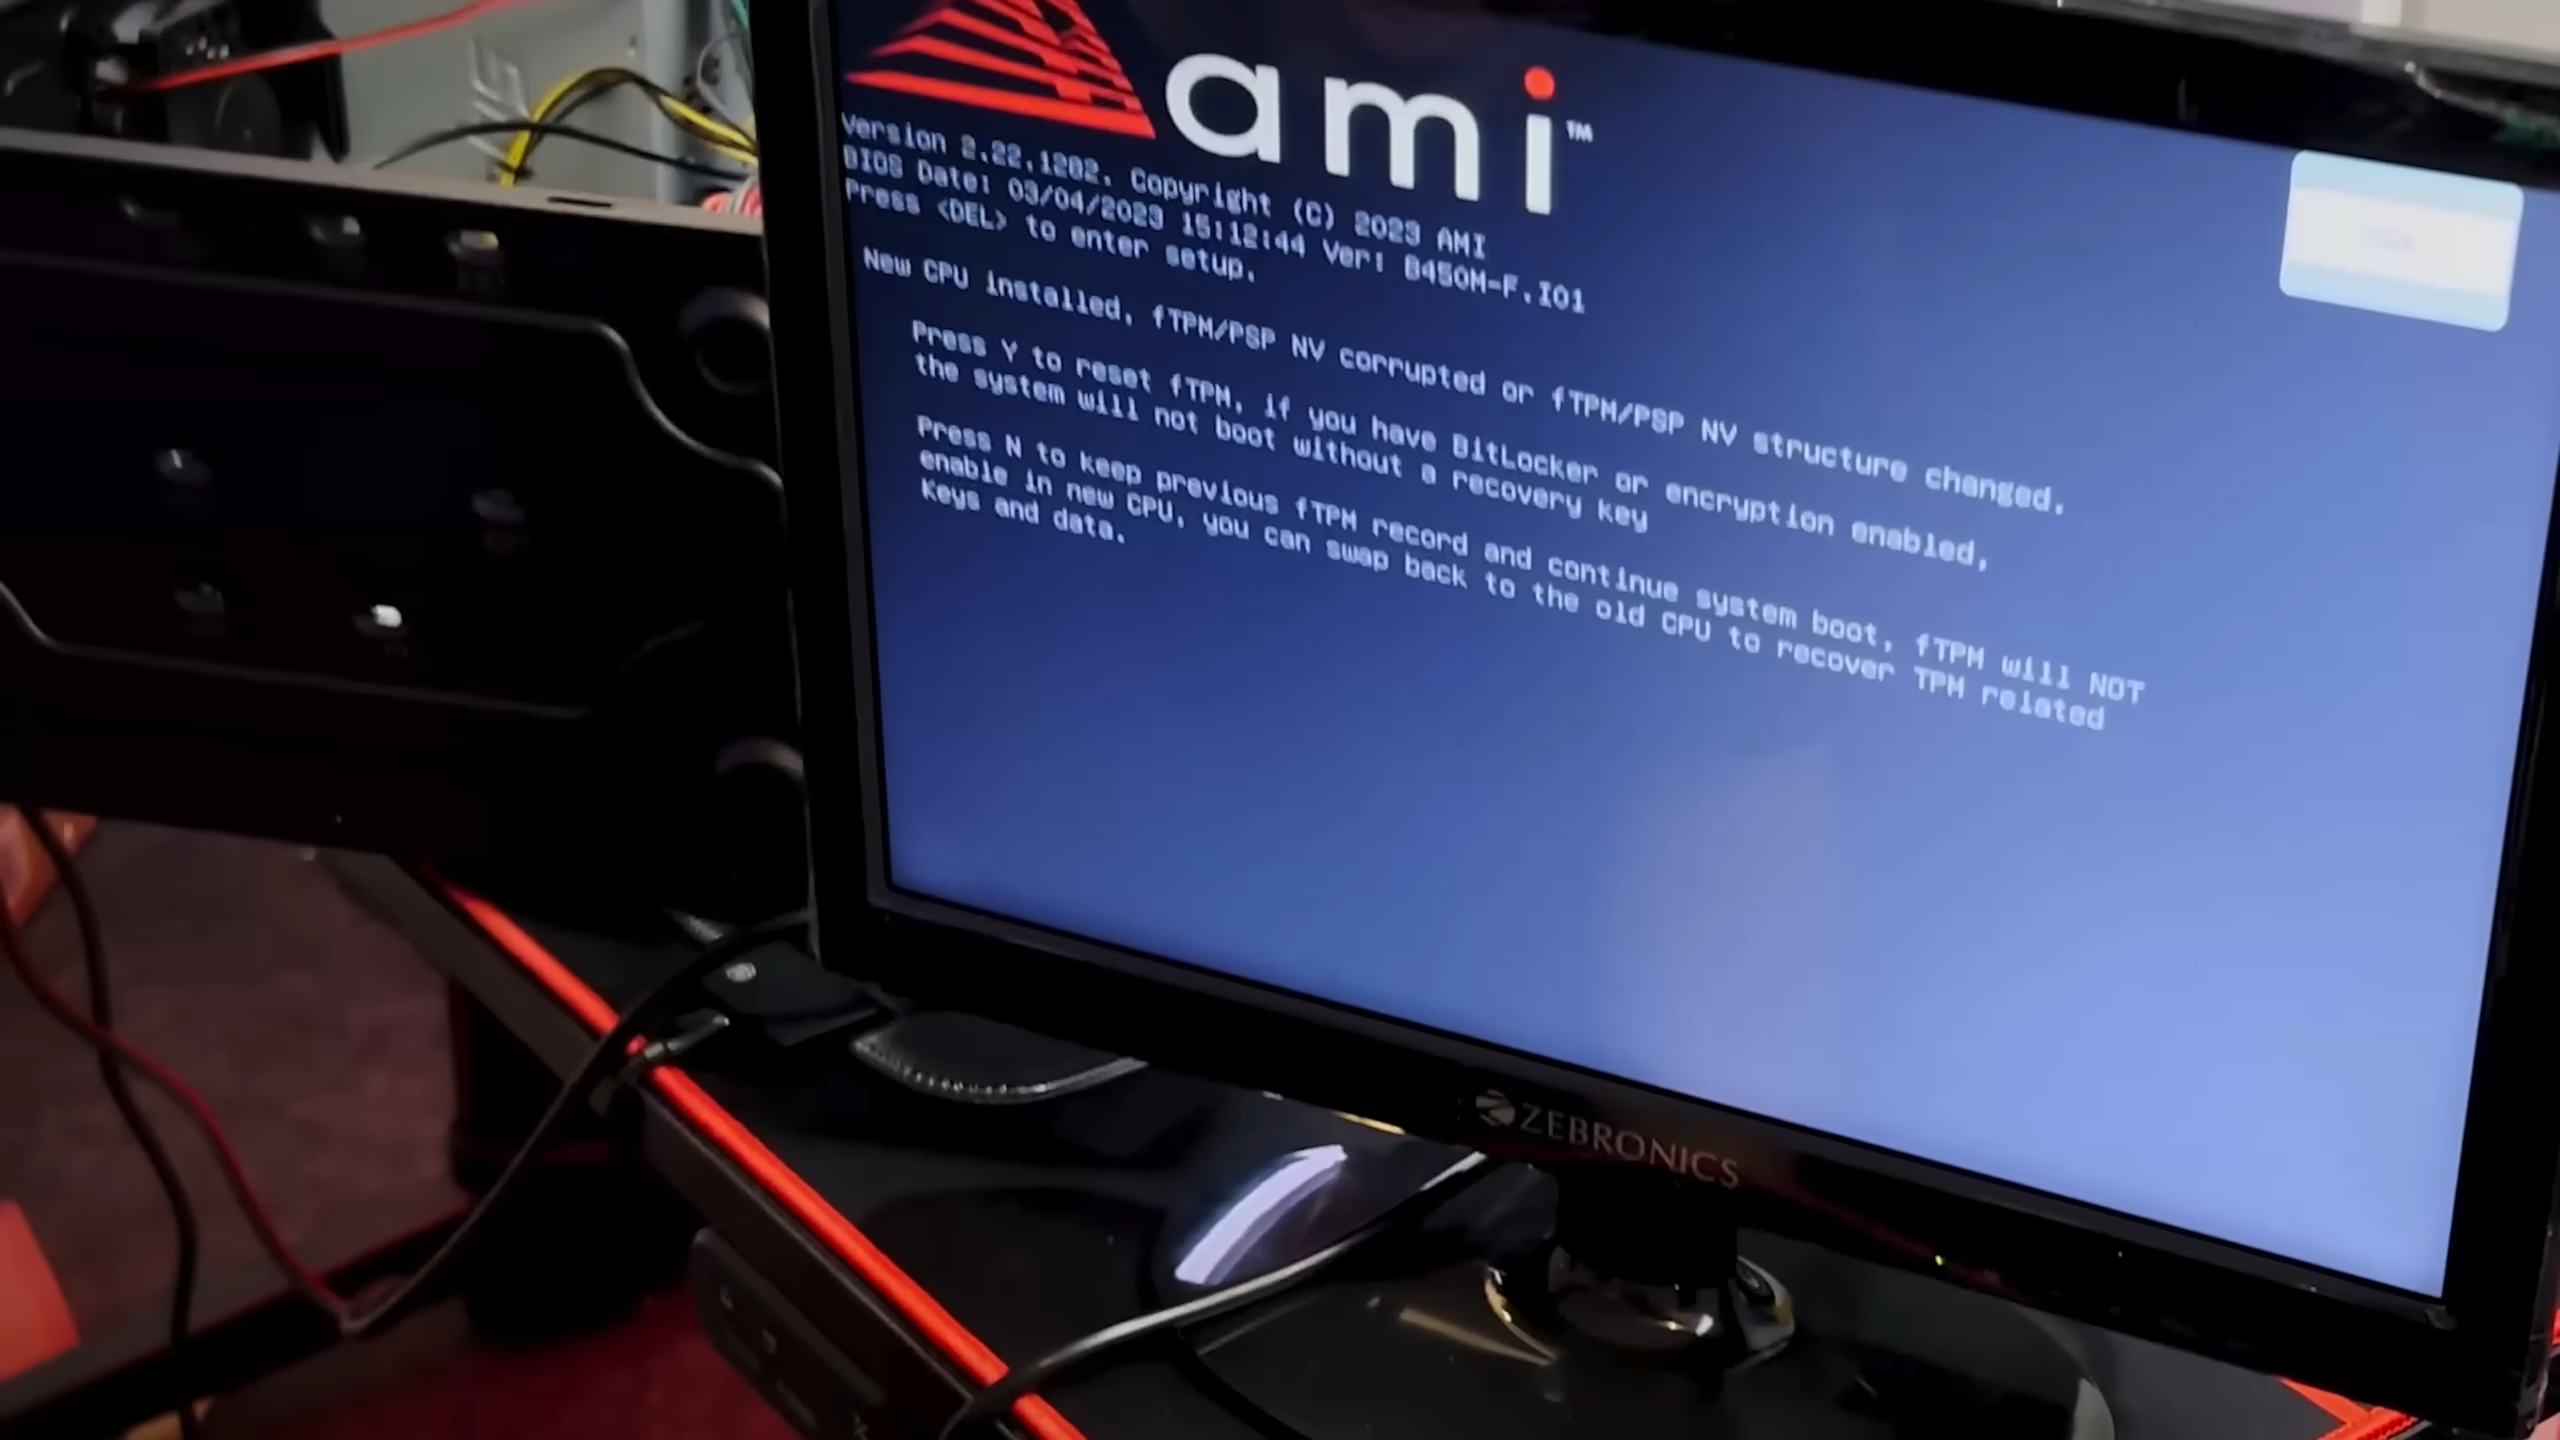 ami™
Version 2.22.1282. Copyright (C) 2023 AMI
BIOS Date: 03/04/2023 15:12:44 Ver: B450M-F.I01
Press <DEL> to enter setup.
New CPU installed, fTPM/PSP NV corrupted or fTPM/PSP NV structure changed.
Press Y to reset fTPM, if you have BitLocker or encryption enabled,
the system will not boot without a recovery key
Press N to keep previous fTPM record and continue system boot, fTPM will NOT
enable in new CPU, you can swap back to the old CPU to recover TPM related
Keys and data.
ZEBRONICS